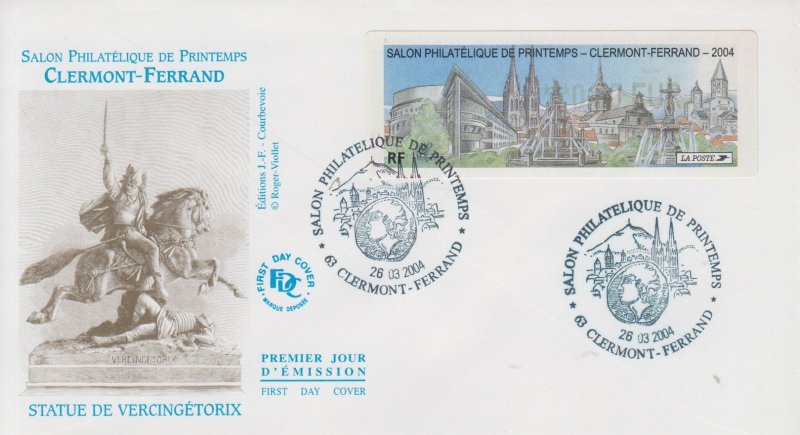 SALON PHILATÉLIQUE DE PRINTEMPS
CLERMONT-FERRAND
Éditions J.-F. - Courbevoie
© Roger-Viollet
VERCINGETORIX
STATUE DE VERCINGÉTORIX
FIRST DAY COVER
FDC
MARQUE DEPOSÉE
PREMIER JOUR
D'ÉMISSION
FIRST DAY COVER
SALON PHILATÉLIQUE DE PRINTEMPS – CLERMONT-FERRAND – 2004
RF
LA POSTE
SALON PHILATELIQUE DE PRINTEMPS
26 03 2004
★ 63 CLERMONT-FERRAND ★
SALON PHILATELIQUE DE PRINTEMPS
26 03 2004
★ 63 CLERMONT-FERRAND ★